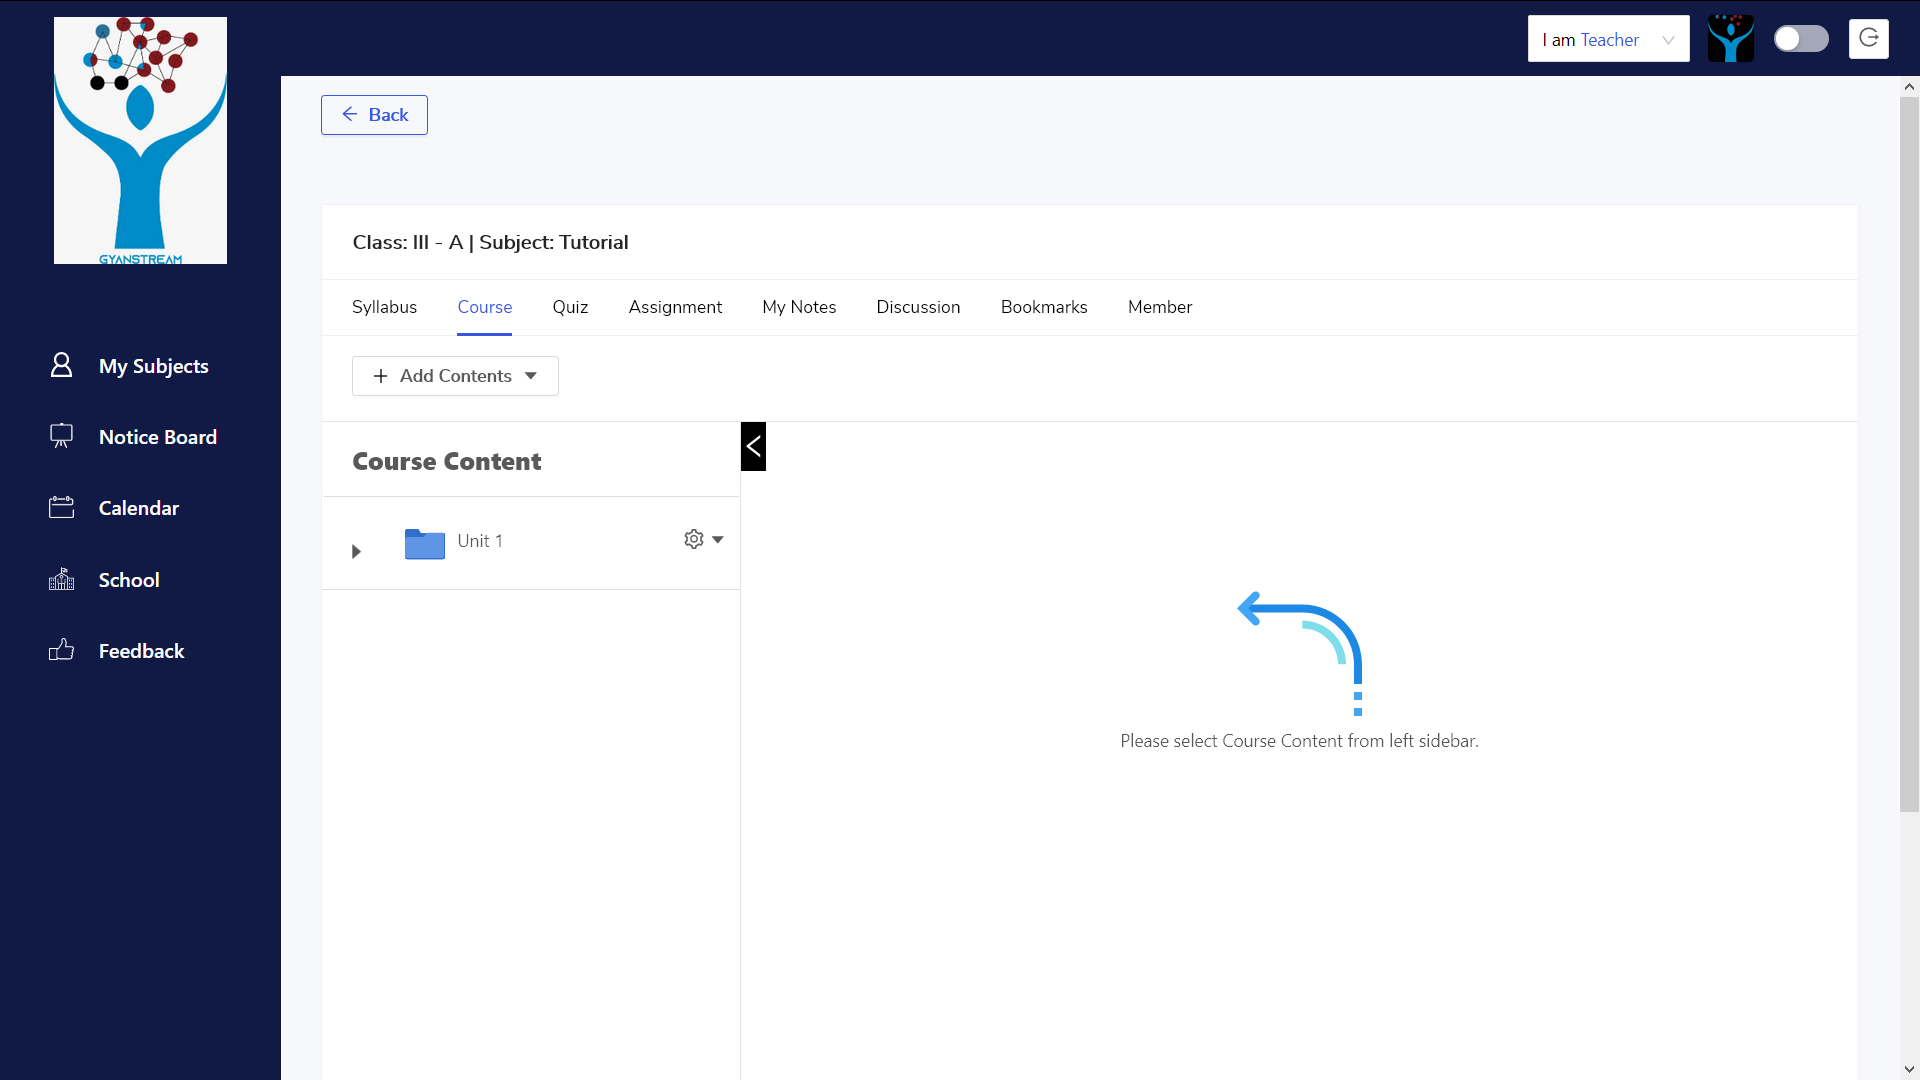 GYANSTREAM
I am Teacher
Back
Class: III - A | Subject: Tutorial
Syllabus Course Quiz Assignment My Notes Discussion Bookmarks Member
Add Contents
Course Content
Unit 1
Please select Course Content from left sidebar.
My Subjects
Notice Board
Calendar
School
Feedback